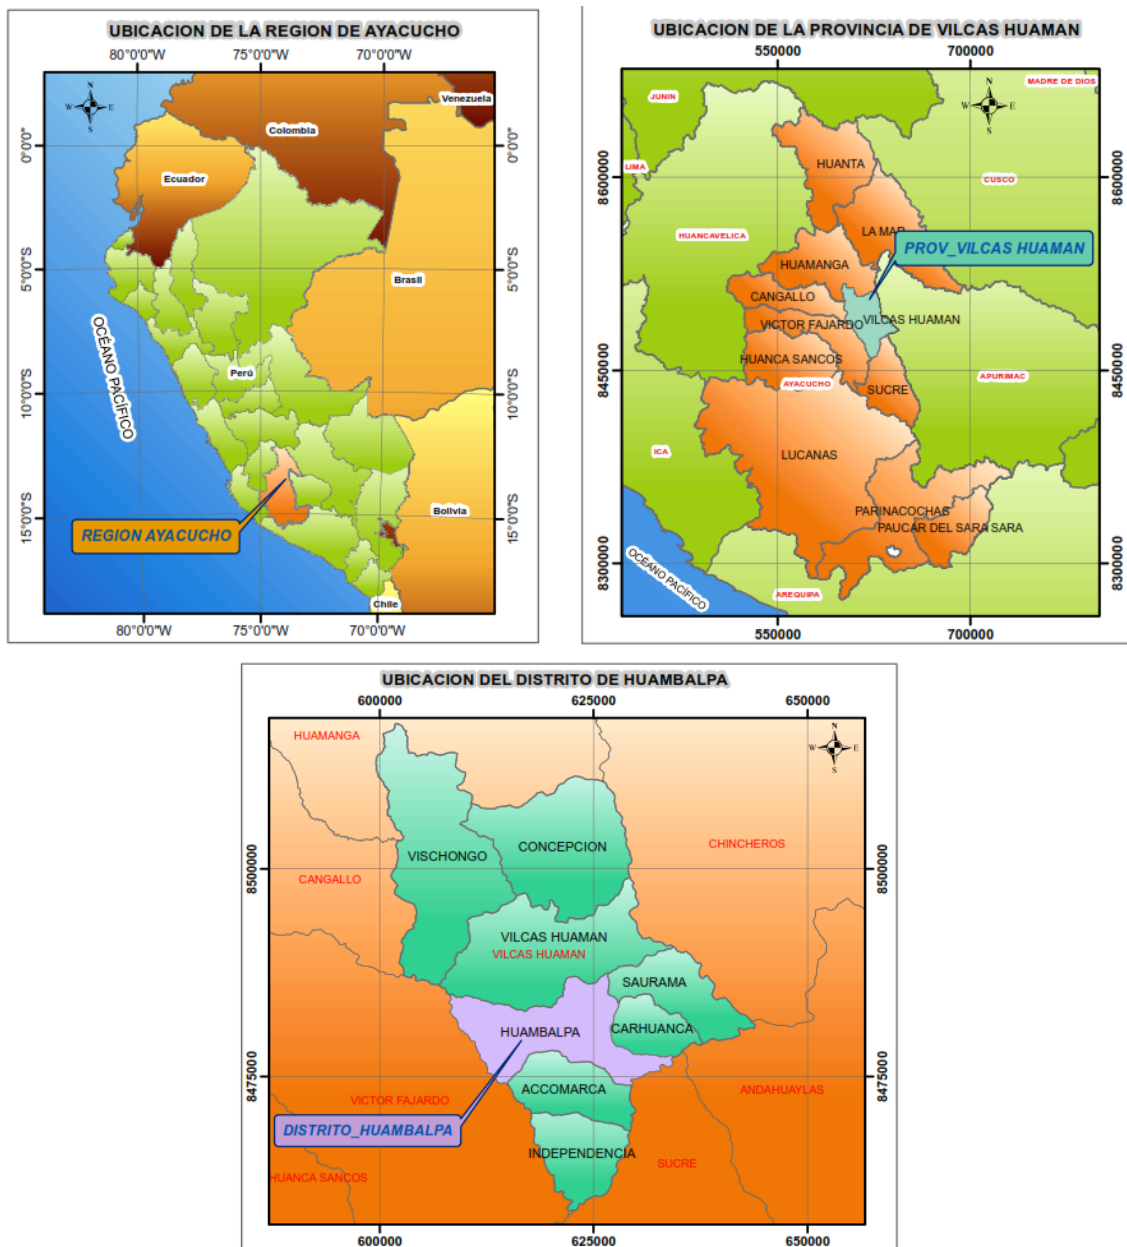 UBICACION DE LA REGION DE AYACUCHO
80°0'0"W 75°0'0"W 70°0'0"W
N
W E
S
Venezuela
Colombia
0°0'0" 0°0'0"
Ecuador
5°0'0"S 5°0'0"S
Brasil
OCÉANO PACÍFICO
Perú
10°0'0"S 10°0'0"S
Bolivia
15°0'0"S 15°0'0"S
REGION AYACUCHO
Chile
80°0'0"W 75°0'0"W 70°0'0"W
UBICACION DE LA PROVINCIA DE VILCAS HUAMAN
550000 700000
MADRE DE DIOS
JUNIN
N
W E
S
HUANTA
LIMA
8600000 8600000
CUSCO
LA MAR
HUANCAVELICA
PROV_VILCAS HUAMAN
HUAMANGA
CANGALLO
VILCAS HUAMAN
VICTOR FAJARDO
HUANCA SANCOS
8450000 8450000
AYACUCHO
APURIMAC
SUCRE
ICA
LUCANAS
PARINACOCHAS
PAUCAR DEL SARA SARA
8300000 8300000
OCÉANO PACÍFICO
AREQUIPA
550000 700000
UBICACION DEL DISTRITO DE HUAMBALPA
600000 625000 650000
HUAMANGA
N
W E
S
CONCEPCION
CHINCHEROS
VISCHONGO
8500000 8500000
CANGALLO
VILCAS HUAMAN
VILCAS HUAMAN
SAURAMA
HUAMBALPA
CARHUANCA
8475000 8475000
ACCOMARCA
ANDAHUAYLAS
VICTOR FAJARDO
DISTRITO_HUAMBALPA
INDEPENDENCIA
SUCRE
HUANCA SANCOS
600000 625000 650000